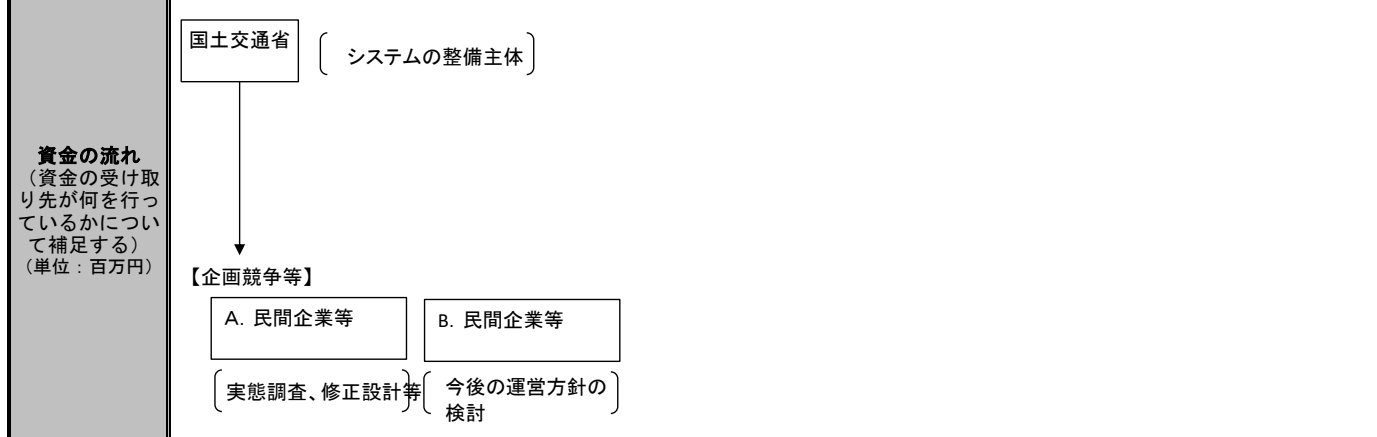 資金の流れ
（資金の受け取
り先が何を行っ
ているかについ
て補足する）
（単位：百万円）
国土交通省
システムの整備主体
【企画競争等】
A. 民間企業等
B. 民間企業等
実態調査、修正設計等
今後の運営方針の
検討